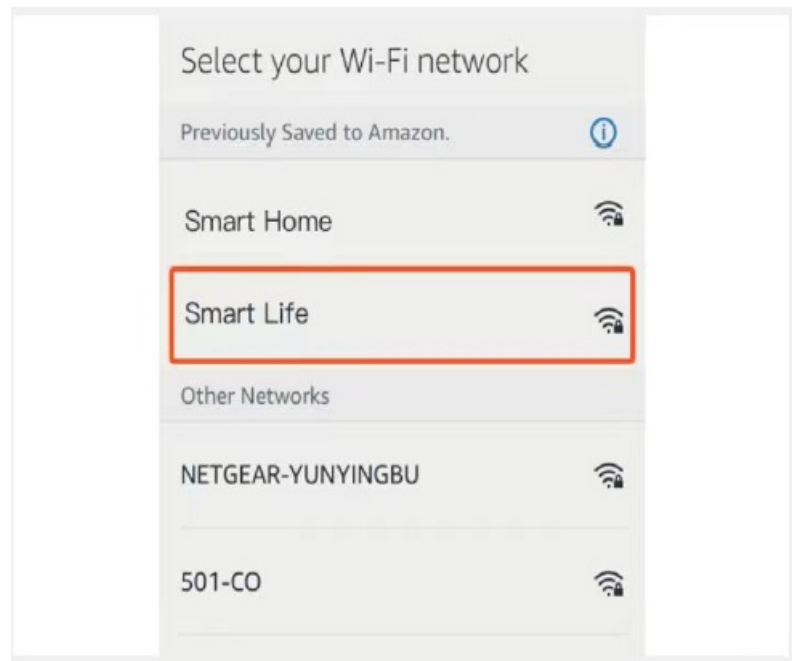 Select your Wi-Fi network
Previously Saved to Amazon.
Smart Home
Smart Life
Other Networks
NETGEAR-YUNYINGBU
501-CO